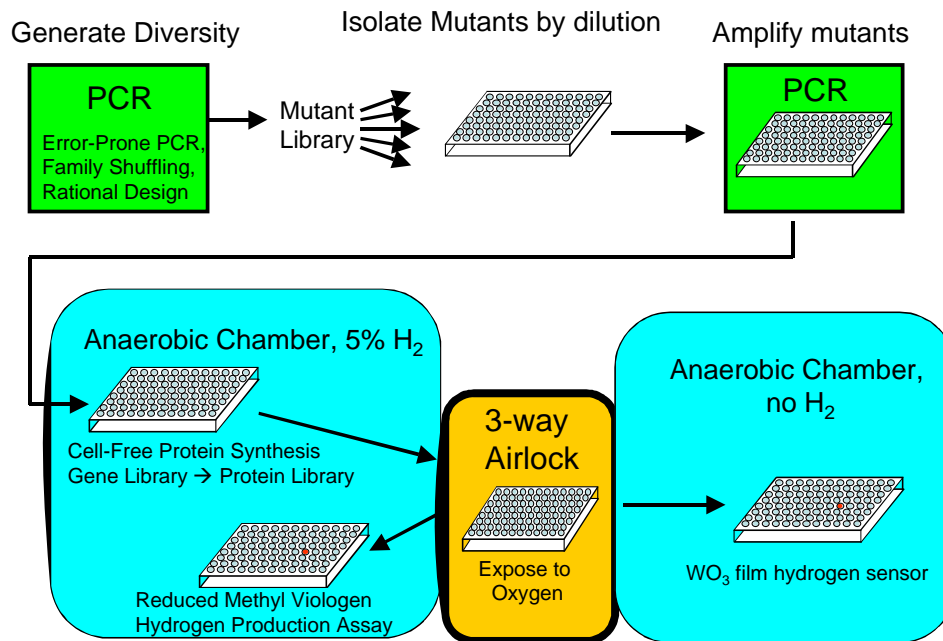 Generate Diversity
Isolate Mutants by dilution
Amplify mutants
PCR
Error-Prone PCR,
Family Shuffling,
Rational Design
Mutant
Library
PCR
Anaerobic Chamber, 5% H₂
Cell-Free Protein Synthesis
Gene Library → Protein Library
Reduced Methyl Viologen
Hydrogen Production Assay
3-way
Airlock
Expose to
Oxygen
Anaerobic Chamber,
no H₂
WO₃ film hydrogen sensor